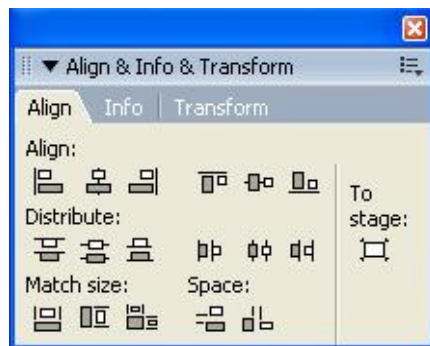 Align & Info & Transform
Align Info Transform
Align:
To
stage:
Distribute:
Match size: Space: